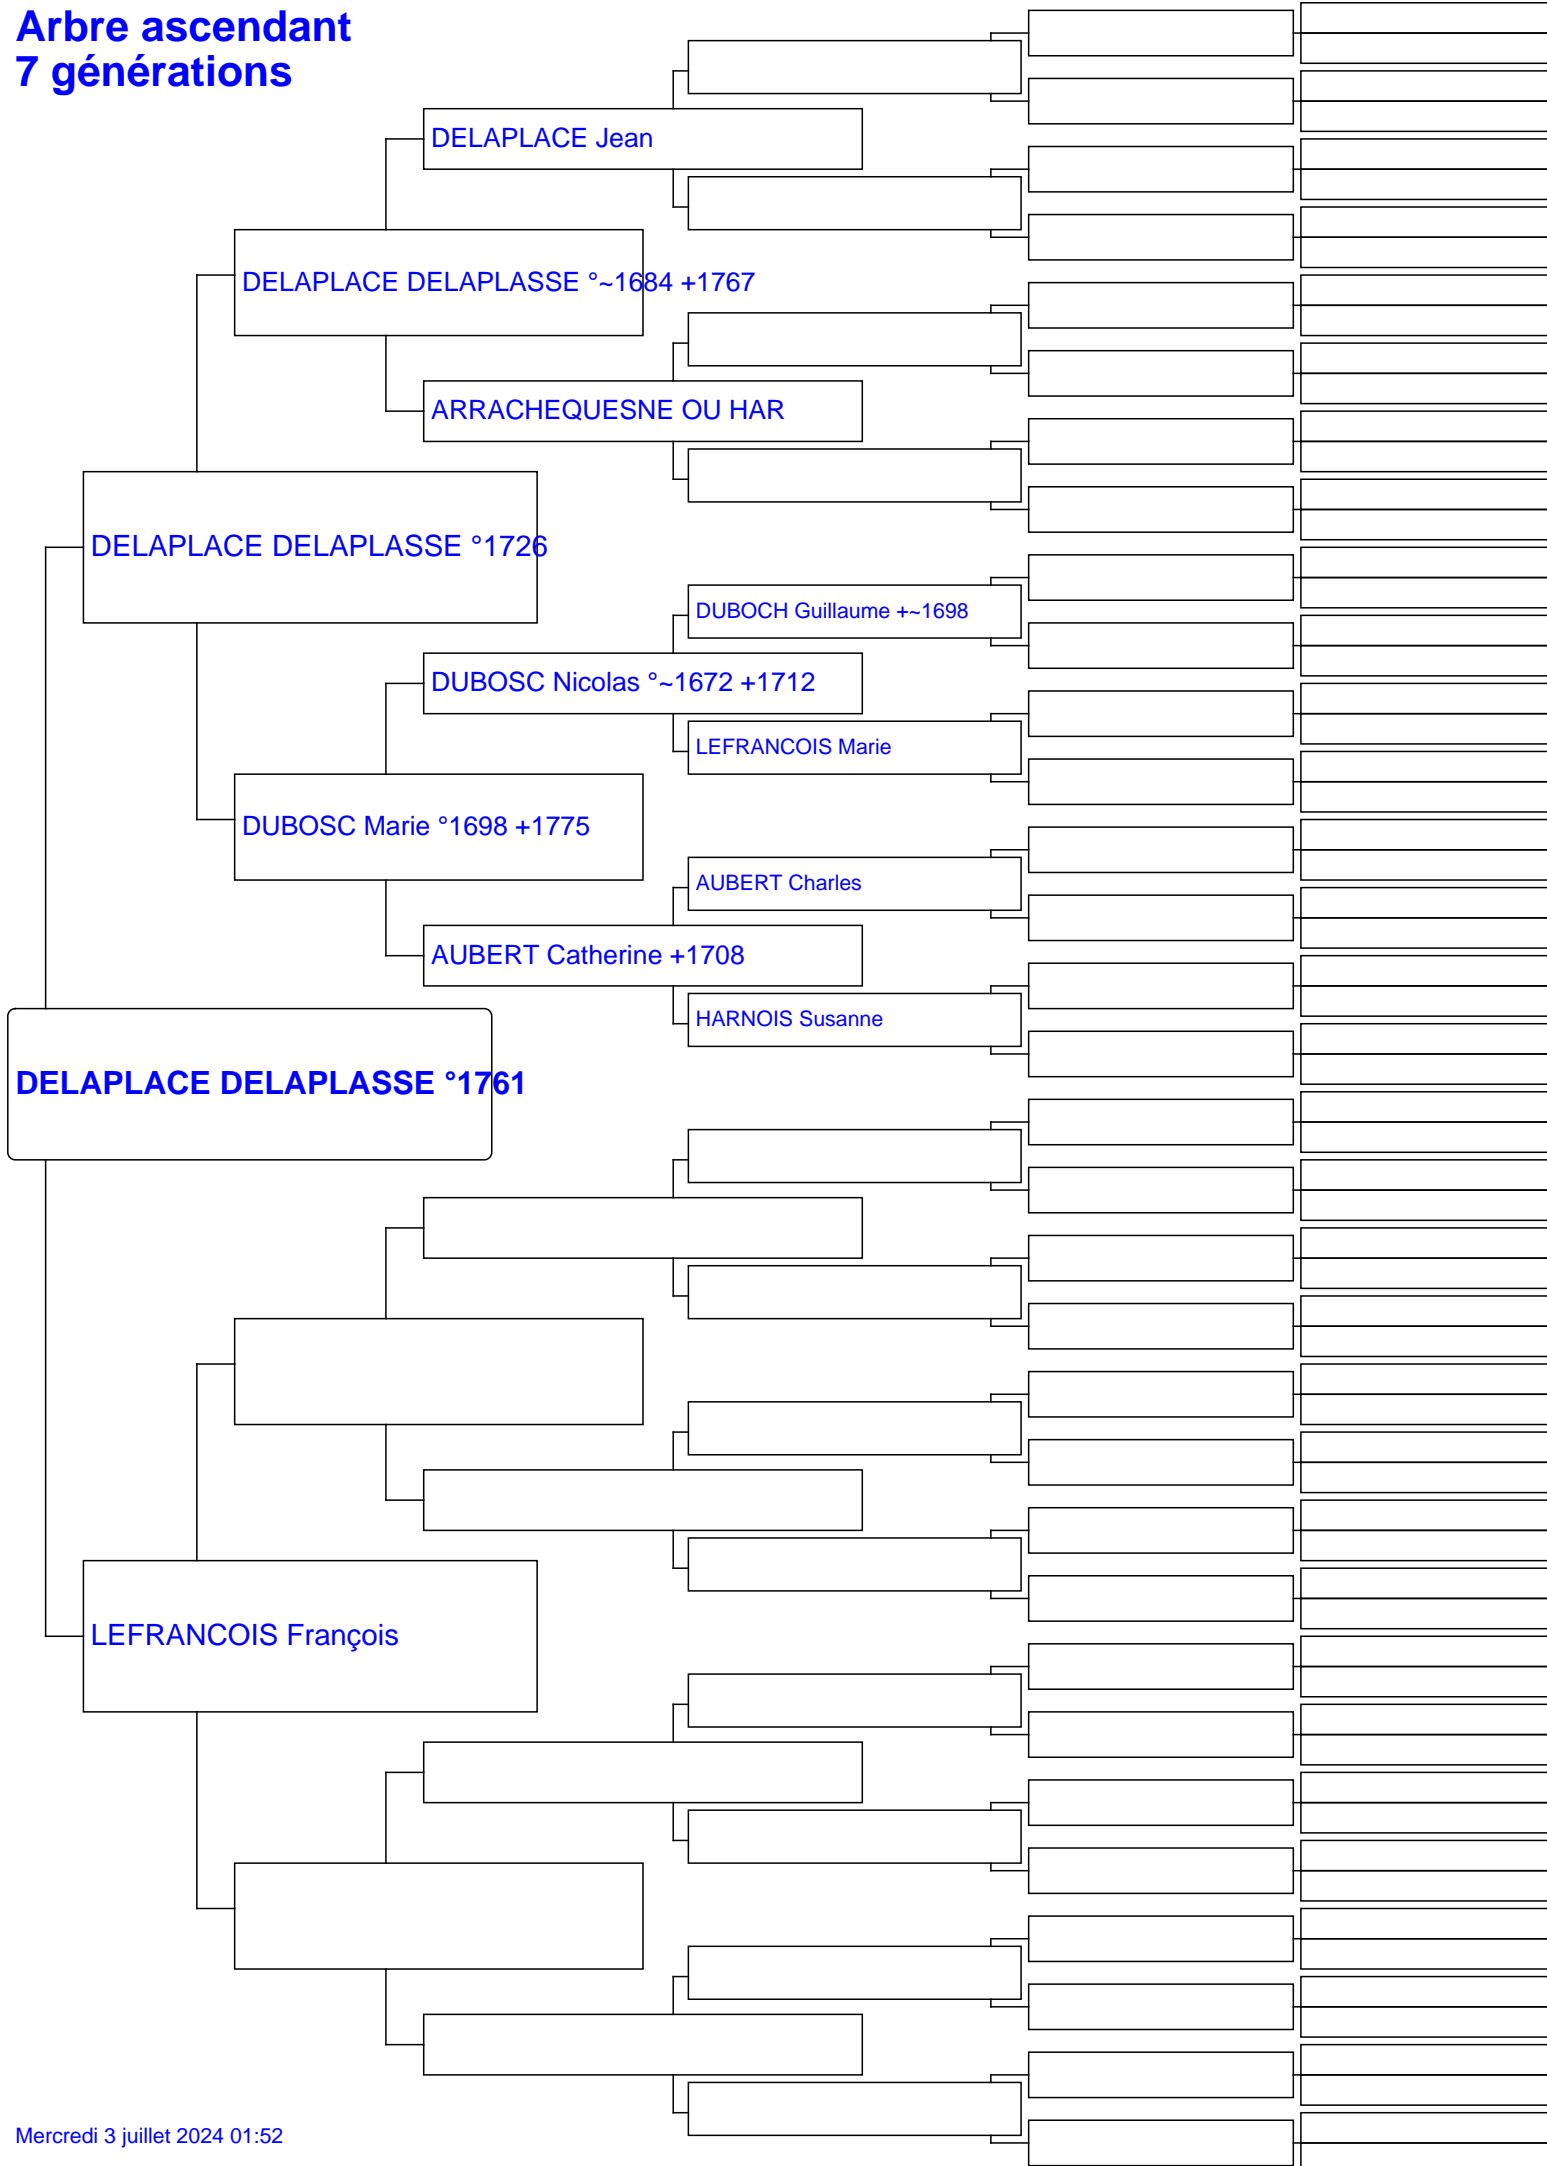 Arbre ascendant
7 générations
DELAPLACE Jean
DELAPLACE DELAPLASSE °~1684 +1767
ARRACHEQUESNE OU HAR
DELAPLACE DELAPLASSE °1726
DUBOCH Guillaume +~1698
DUBOSC Nicolas °~1672 +1712
LEFRANCOIS Marie
DUBOSC Marie °1698 +1775
AUBERT Charles
AUBERT Catherine +1708
HARNOIS Susanne
DELAPLACE DELAPLASSE °1761
LEFRANCOIS François
Mercredi 3 juillet 2024 01:52